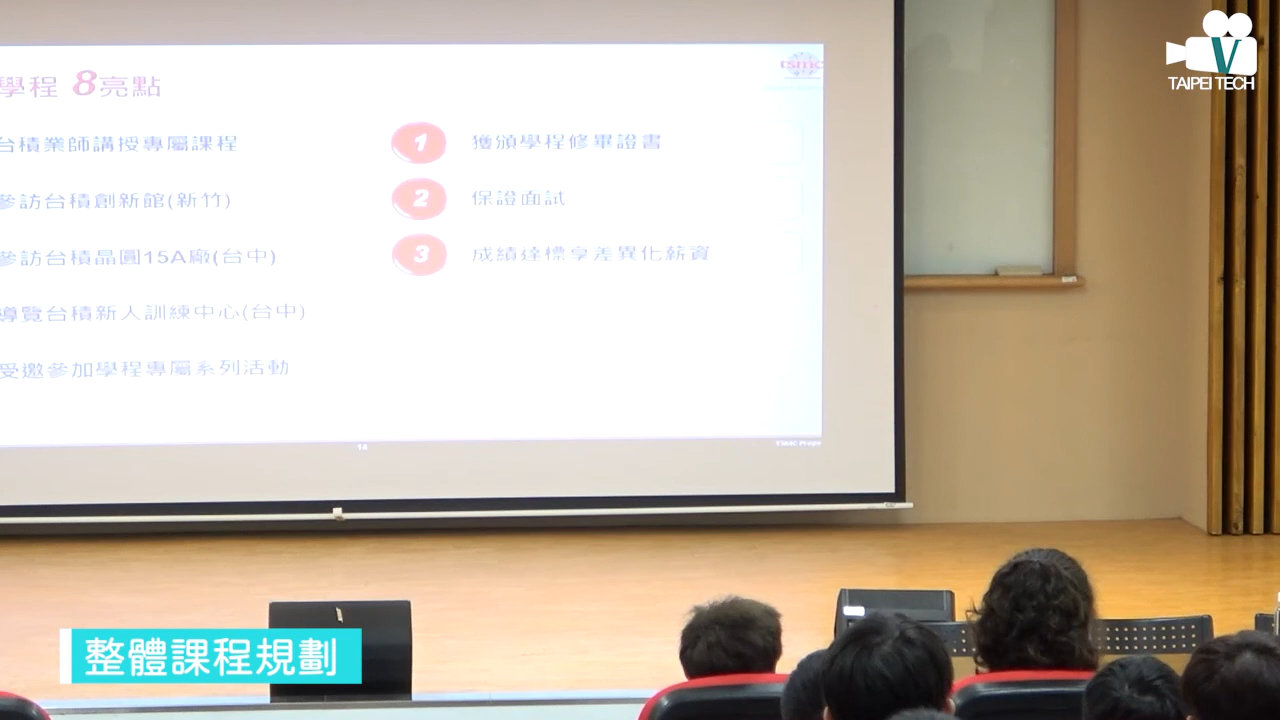 學程 8亮點
tsmc
台積業師講授專屬課程
參訪台積創新館(新竹)
參訪台積晶圓15A廠(台中)
導覽台積新人訓練中心(台中)
受邀參加學程專屬系列活動
1 獲頒學程修畢證書
2 保證面試
3 成績達標享差異化薪資
14
TSMC Prope
V
TAIPEI TECH
整體課程規劃